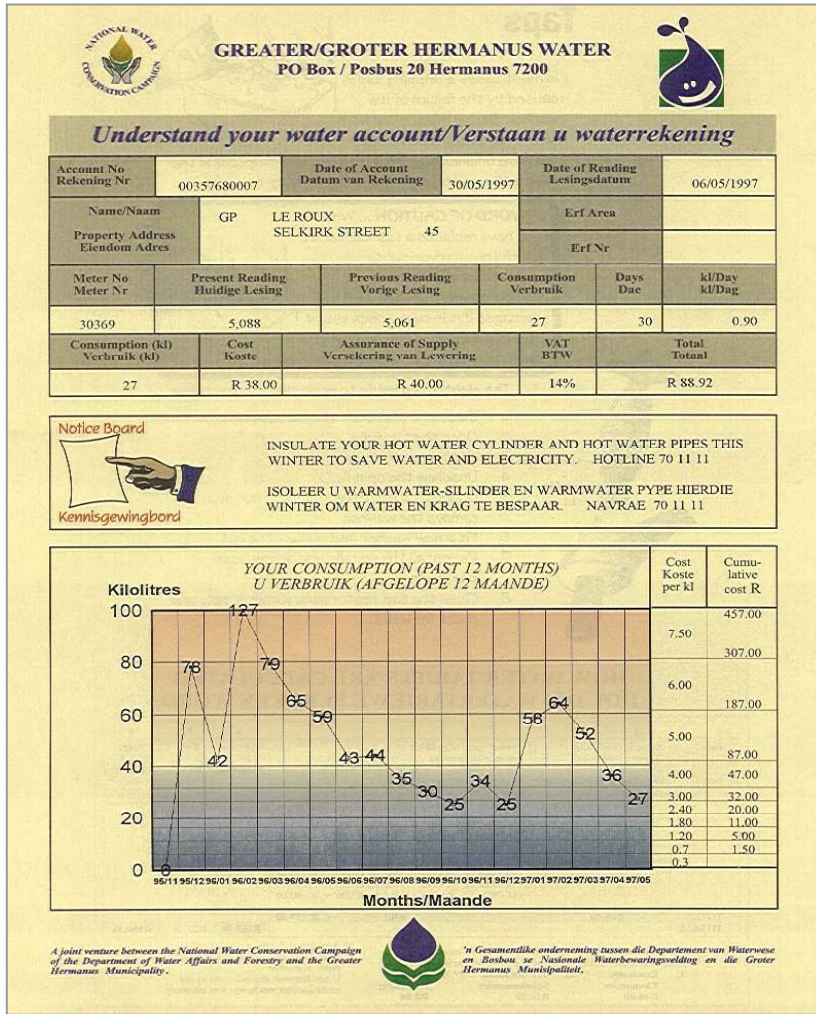 NATIONAL WATER
CONSERVATION CAMPAIGN
GREATER/GROTER HERMANUS WATER
PO Box / Posbus 20 Hermanus 7200
Understand your water account/Verstaan u waterrekening
Account No
Rekening Nr
00357680007
Date of Account
Datum van Rekening
30/05/1997
Date of Reading
Lesingsdatum
06/05/1997
Name/Naam
Property Address
Eiendom Adres
GP LE ROUX
SELKIRK STREET 45
Erf Area
Erf Nr
Meter No
Meter Nr
Present Reading
Huidige Lesing
Previous Reading
Vorige Lesing
Consumption
Verbruik
Days
Dae
kl/Day
kl/Dag
30369 5,088 5,061 27 30 0.90
Consumption (kl)
Verbruik (kl)
Cost
Koste
Assurance of Supply
Versekering van Lewering
VAT
BTW
Total
Totaal
27 R 38.00 R 40.00 14% R 88.92
Notice Board
Kennisgewingbord
INSULATE YOUR HOT WATER CYLINDER AND HOT WATER PIPES THIS
WINTER TO SAVE WATER AND ELECTRICITY. HOTLINE 70 11 11
ISOLEER U WARMWATER-SILINDER EN WARMWATER PYPE HIERDIE
WINTER OM WATER EN KRAG TE BESPAAR. NAVRAE 70 11 11
YOUR CONSUMPTION (PAST 12 MONTHS)
U VERBRUIK (AFGELOPE 12 MAANDE)
Kilolitres
100
80
60
40
20
0
0 78 42 127 79 65 59 43 44 35 30 25 34 25 58 64 52 36 27
95/11 95/12 96/01 96/02 96/03 96/04 96/05 96/06 96/07 96/08 96/09 96/10 96/11 96/12 97/01 97/02 97/03 97/04 97/05
Months/Maande
Cost
Koste
per kl
7.50
6.00
5.00
4.00
3.00
2.40
1.80
1.20
0.7
0.3
Cumu-
lative
cost R
457.00
307.00
187.00
87.00
47.00
32.00
20.00
11.00
5.00
1.50
A joint venture between the National Water Conservation Campaign
of the Department of Water Affairs and Forestry and the Greater
Hermanus Municipality.
'n Gesamentlike onderneming tussen die Departement van Waterwese
en Bosbou se Nasionale Waterbewaringsveldtog en die Groter
Hermanus Munisipaliteit.